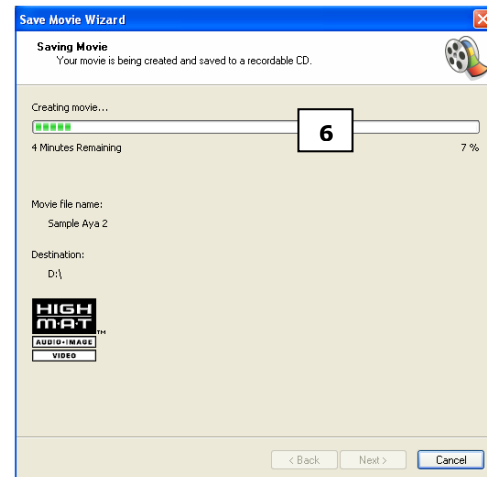 Save Movie Wizard
Saving Movie
Your movie is being created and saved to a recordable CD.
Creating movie...
6
4 Minutes Remaining
7 %
Movie file name:
Sample Aya 2
Destination:
D:\
HIGH
M·A·T TM
AUDIO·IMAGE
VIDEO
< Back
Next >
Cancel